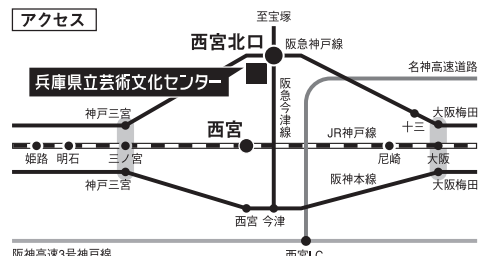 アクセス
至宝塚
西宮北口
阪急神戸線
名神高速道路
兵庫県立芸術文化センター
阪急今津線
神戸三宮
十三
大阪梅田
西宮
JR神戸線
姫路
明石
三ノ宮
尼崎
大阪
神戸三宮
阪神本線
大阪梅田
西宮
今津
阪神高速3号神戸線
西宮I.C